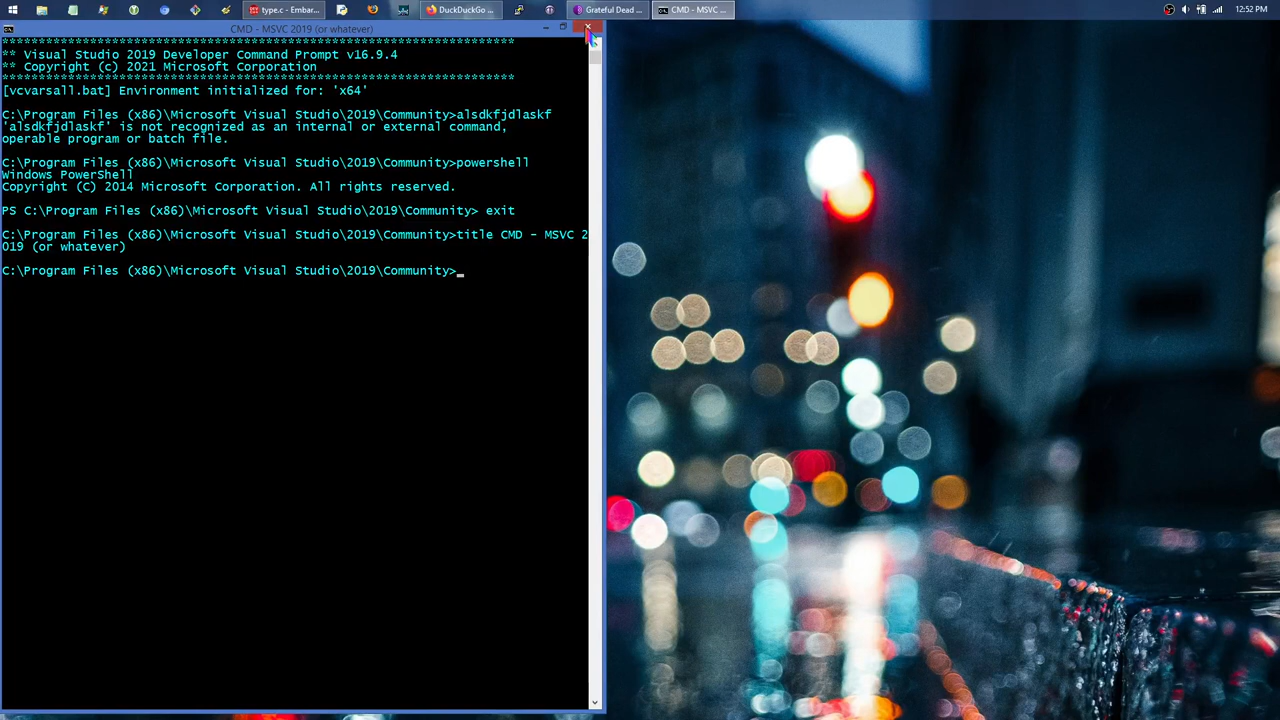 type.c - Embar...
DuckDuckGo ...
Grateful Dead ...
CMD - MSVC ...
12:52 PM
CMD - MSVC 2019 (or whatever)
**********************************************************************
** Visual Studio 2019 Developer Command Prompt v16.9.4
** Copyright (c) 2021 Microsoft Corporation
**********************************************************************
[vcvarsall.bat] Environment initialized for: 'x64'
C:\Program Files (x86)\Microsoft Visual Studio\2019\Community>alsdkfjdlaskf
'alsdkfjdlaskf' is not recognized as an internal or external command,
operable program or batch file.
C:\Program Files (x86)\Microsoft Visual Studio\2019\Community>powershell
Windows PowerShell
Copyright (C) 2014 Microsoft Corporation. All rights reserved.
PS C:\Program Files (x86)\Microsoft Visual Studio\2019\Community> exit
C:\Program Files (x86)\Microsoft Visual Studio\2019\Community>title CMD - MSVC 2
019 (or whatever)
C:\Program Files (x86)\Microsoft Visual Studio\2019\Community>_